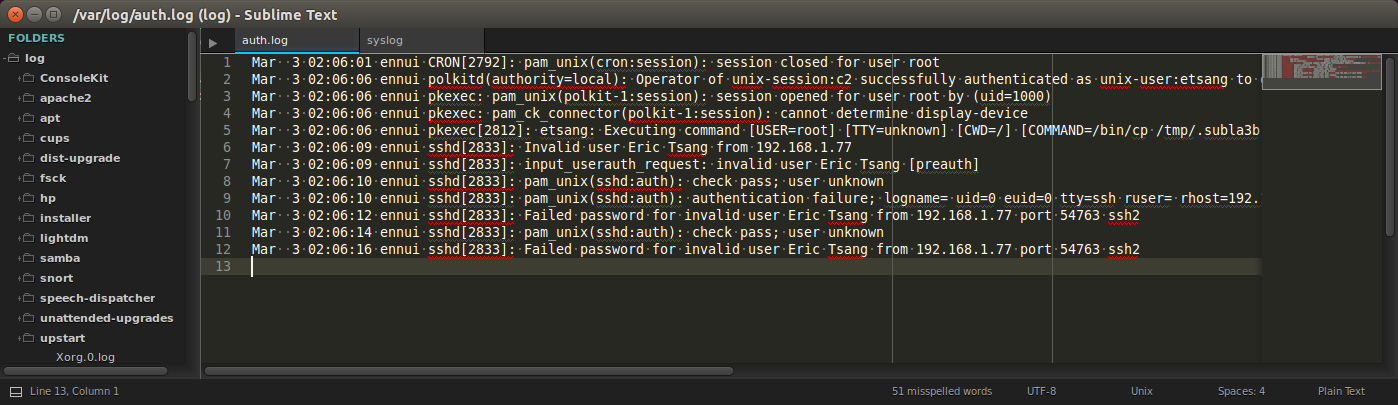 /var/log/auth.log (log) - Sublime Text
FOLDERS
log
ConsoleKit
apache2
apt
cups
dist-upgrade
fsck
hp
installer
lightdm
samba
snort
speech-dispatcher
unattended-upgrades
upstart
Xorg.0.log
auth.log syslog
1 Mar  3 02:06:01 ennui CRON[2792]: pam_unix(cron:session): session closed for user root
2 Mar  3 02:06:06 ennui polkitd(authority=local): Operator of unix-session:c2 successfully authenticated as unix-user:etsang to
3 Mar  3 02:06:06 ennui pkexec: pam_unix(polkit-1:session): session opened for user root by (uid=1000)
4 Mar  3 02:06:06 ennui pkexec: pam_ck_connector(polkit-1:session): cannot determine display-device
5 Mar  3 02:06:06 ennui pkexec[2812]: etsang: Executing command [USER=root] [TTY=unknown] [CWD=/] [COMMAND=/bin/cp /tmp/.subla3b
6 Mar  3 02:06:09 ennui sshd[2833]: Invalid user Eric Tsang from 192.168.1.77
7 Mar  3 02:06:09 ennui sshd[2833]: input_userauth_request: invalid user Eric Tsang [preauth]
8 Mar  3 02:06:10 ennui sshd[2833]: pam_unix(sshd:auth): check pass; user unknown
9 Mar  3 02:06:10 ennui sshd[2833]: pam_unix(sshd:auth): authentication failure; logname= uid=0 euid=0 tty=ssh ruser= rhost=192.
10 Mar  3 02:06:12 ennui sshd[2833]: Failed password for invalid user Eric Tsang from 192.168.1.77 port 54763 ssh2
11 Mar  3 02:06:14 ennui sshd[2833]: pam_unix(sshd:auth): check pass; user unknown
12 Mar  3 02:06:16 ennui sshd[2833]: Failed password for invalid user Eric Tsang from 192.168.1.77 port 54763 ssh2
13
Line 13, Column 1 51 misspelled words UTF-8 Unix Spaces: 4 Plain Text